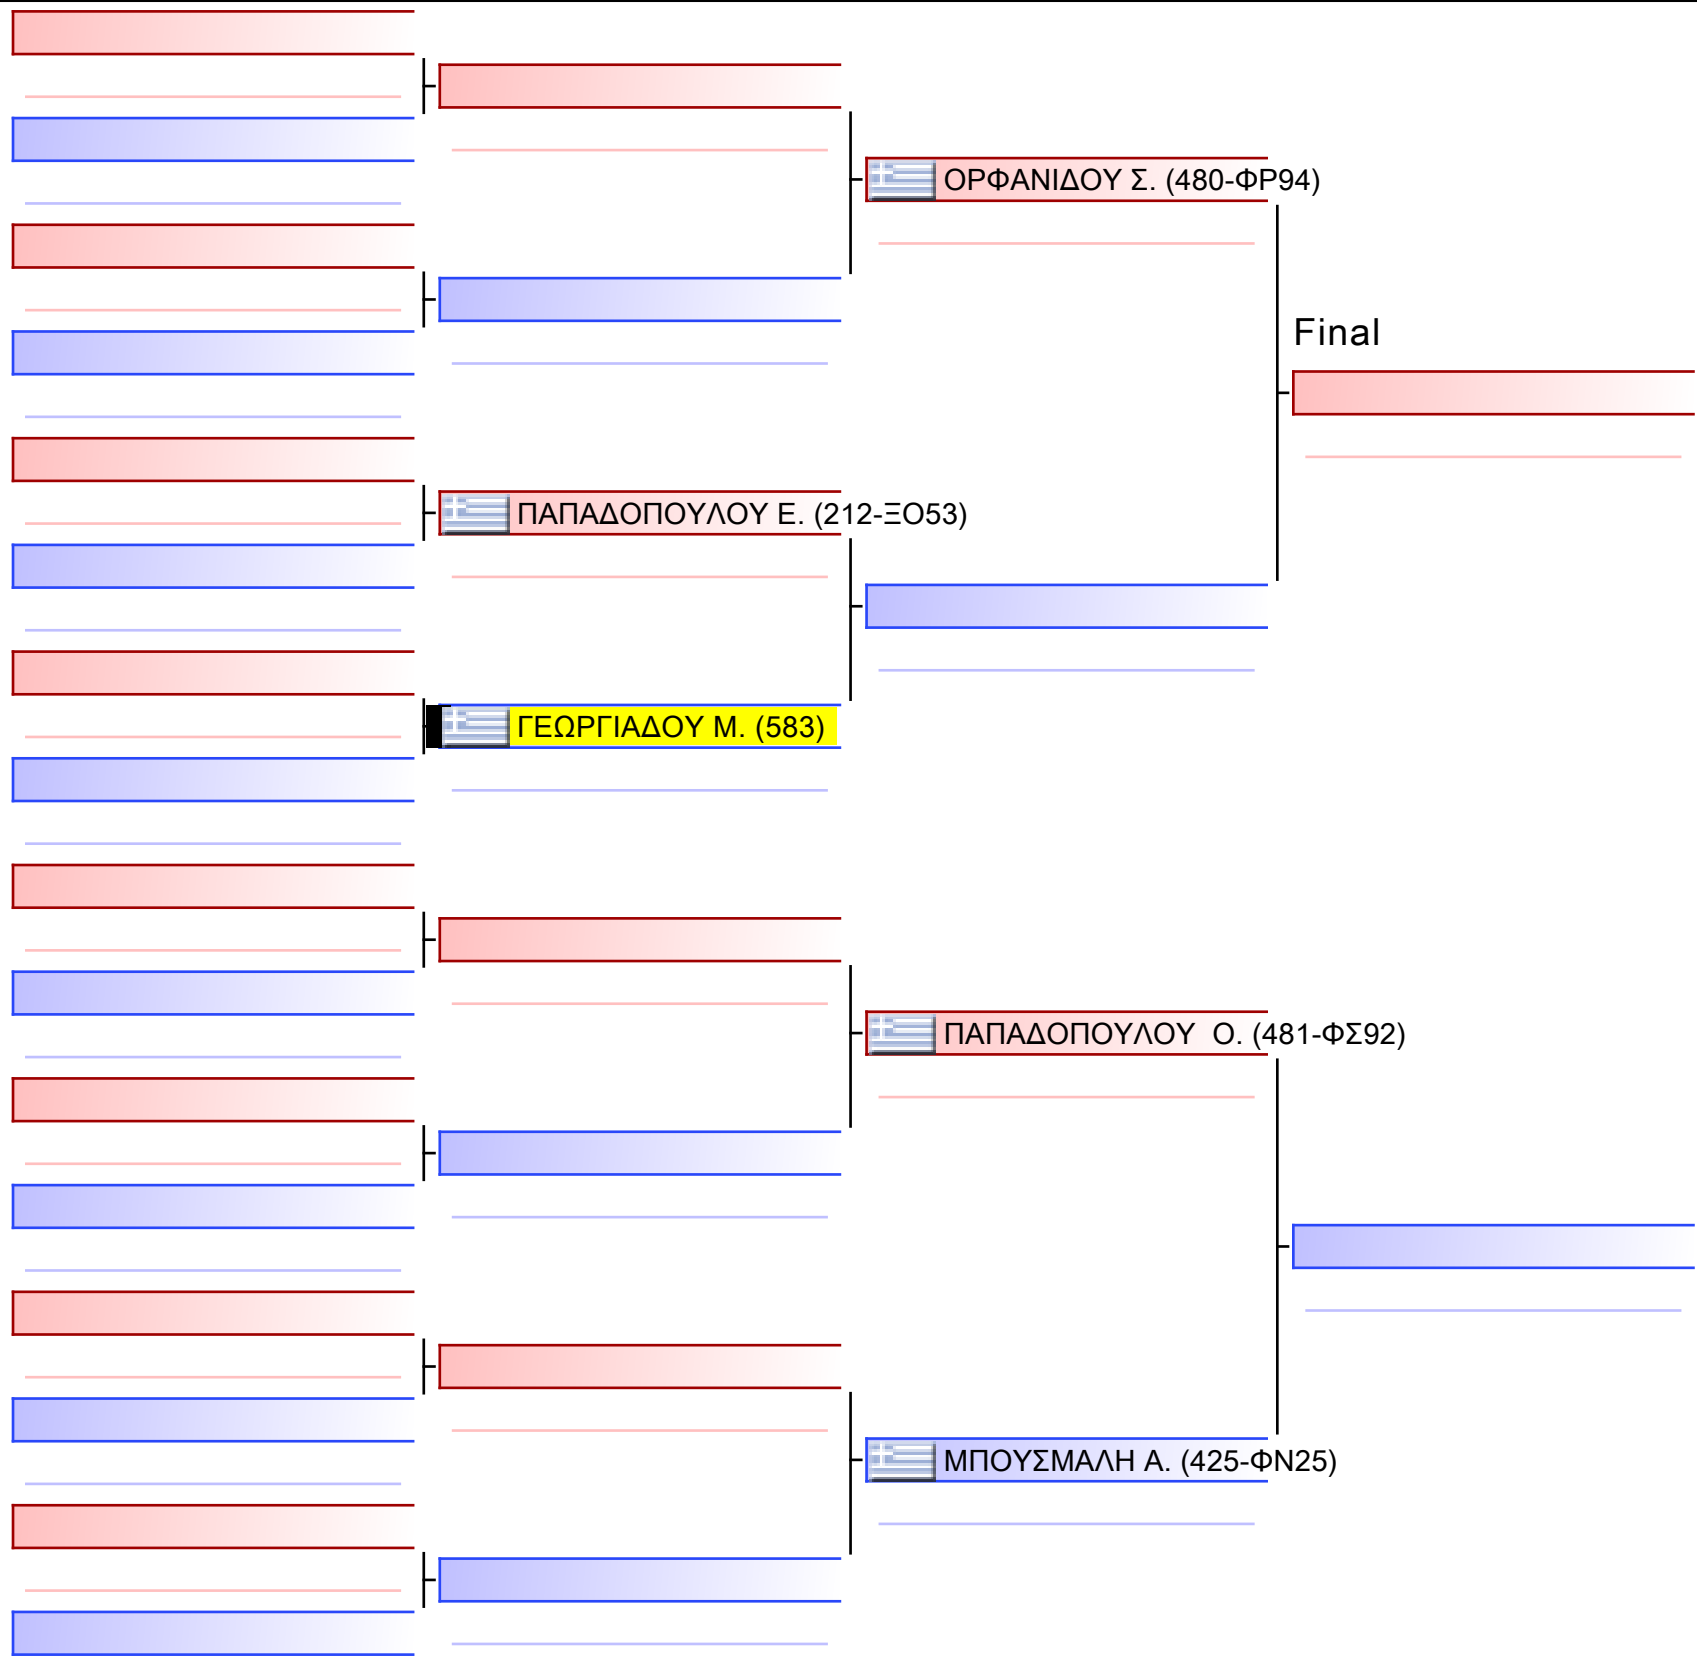 ΟΡΦΑΝΙΔΟΥ Σ. (480-ΦΡ94)
Final
ΠΑΠΑΔΟΠΟΥΛΟΥ Ε. (212-ΞΟ53)
ΓΕΩΡΓΙΑΔΟΥ Μ. (583)
ΠΑΠΑΔΟΠΟΥΛΟΥ Ο. (481-ΦΣ92)
ΜΠΟΥΣΜΑΛΗ Α. (425-ΦΝ25)